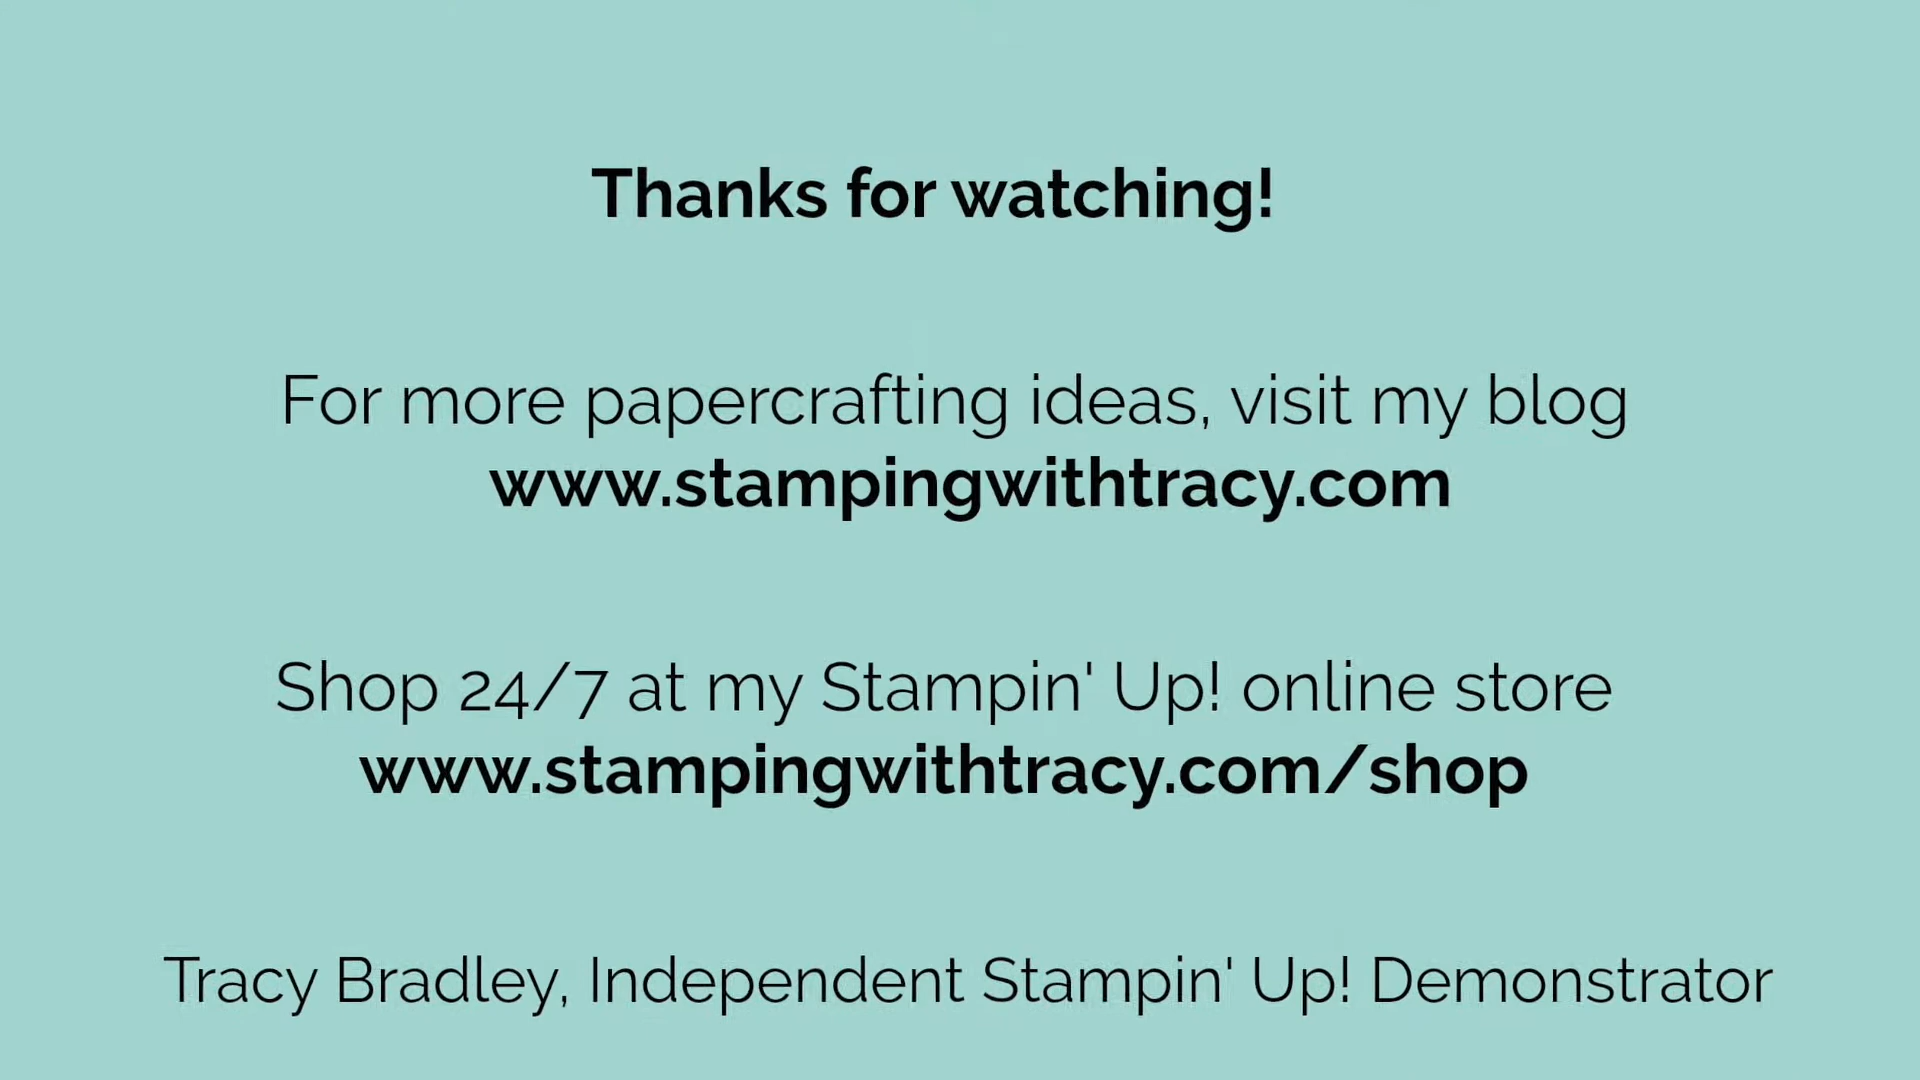 Thanks for watching!
For more papercrafting ideas, visit my blog
www.stampingwithtracy.com
Shop 24/7 at my Stampin' Up! online store
www.stampingwithtracy.com/shop
Tracy Bradley, Independent Stampin' Up! Demonstrator